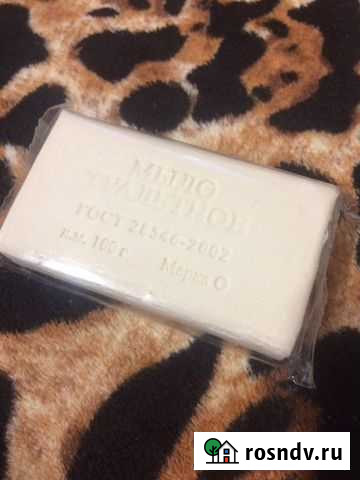 МЫЛО
ТУАЛЕТНОЕ
ГОСТ 28546-2002
н.м. 100 г. Марка О
rosndv.ru